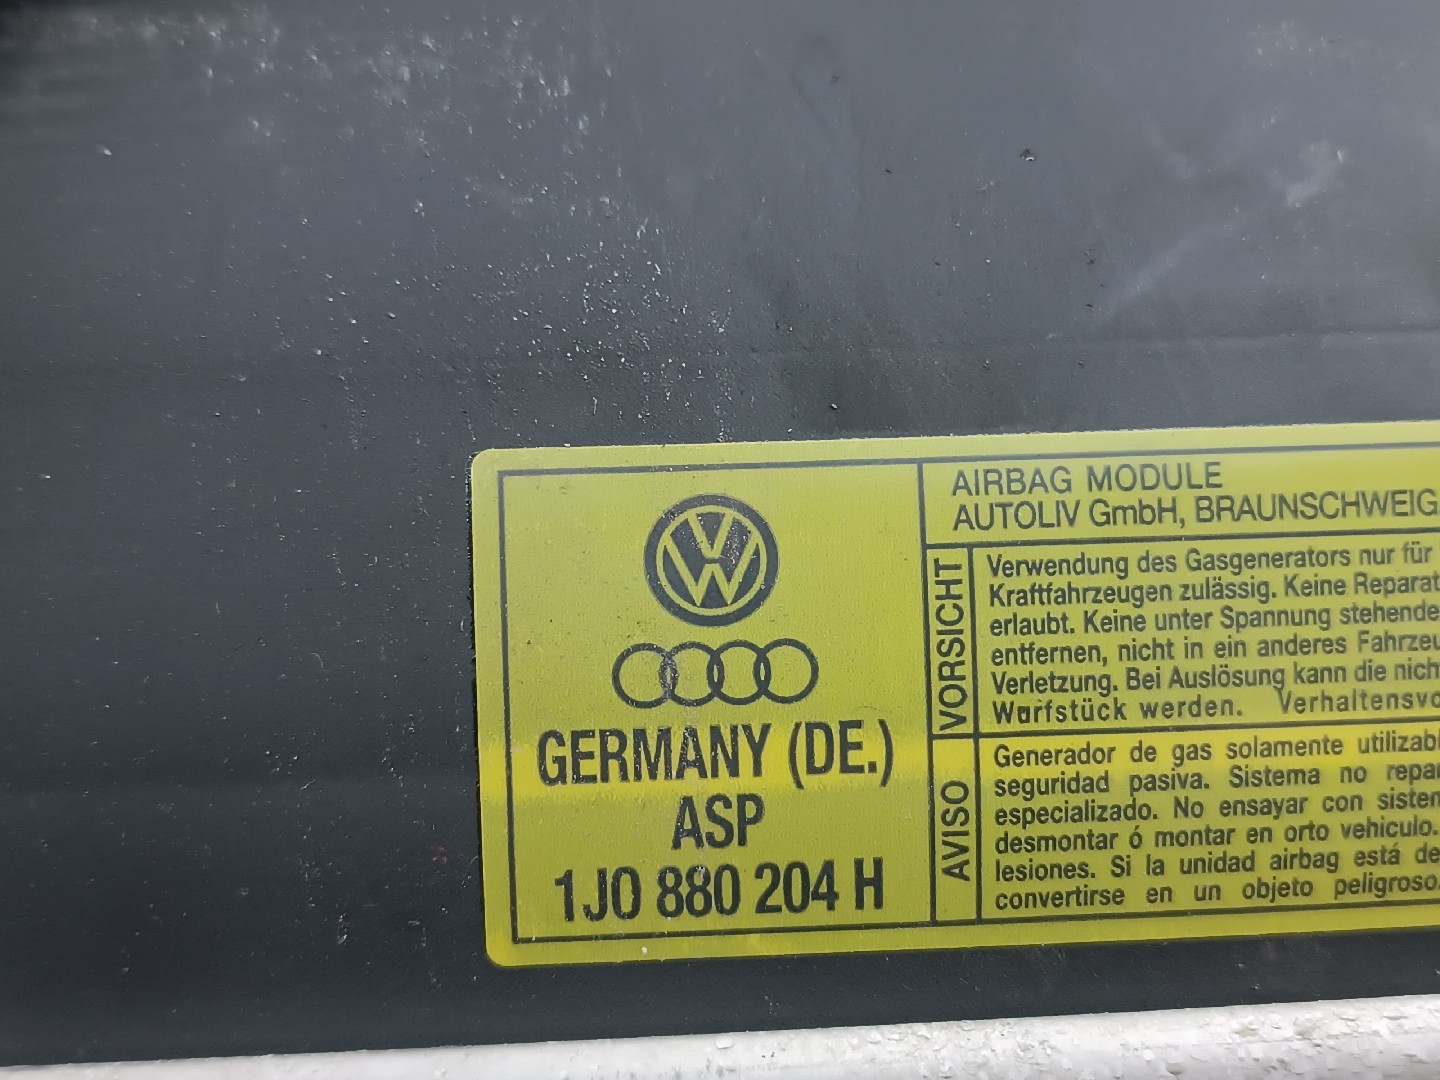 AIRBAG MODULE
AUTOLIV GmbH, BRAUNSCHWEIG
VORSICHT
Verwendung des Gasgenerators nur für
Kraftfahrzeugen zulässig. Keine Reparat
erlaubt. Keine unter Spannung stehende
entfernen, nicht in ein anderes Fahrzeu
Verletzung. Bei Auslösung kann die nich
Wurfstück werden. Verhaltensvo
AVISO
Generador de gas solamente utilizabl
seguridad pasiva. Sistema no repar
especializado. No ensayar con sistem
desmontar ó montar en orto vehiculo.
lesiones. Si la unidad airbag está de
convertirse en un objeto peligroso.
GERMANY (DE.)
ASP
1J0 880 204 H